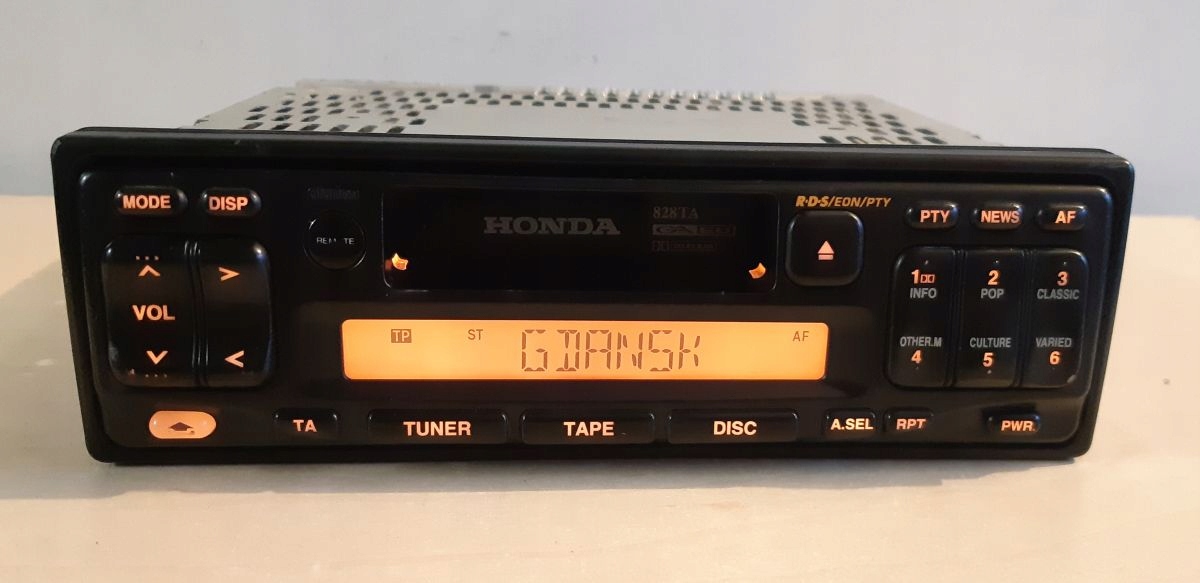 MODE DISP
R·D·S/EON/PTY
PTY NEWS AF
HONDA
828TA
VOL
1 2 3
INFO POP CLASSIC
OTHER.M CULTURE VARIED
4 5 6
TP ST GDANSK AF
TA TUNER TAPE DISC A.SEL RPT PWR